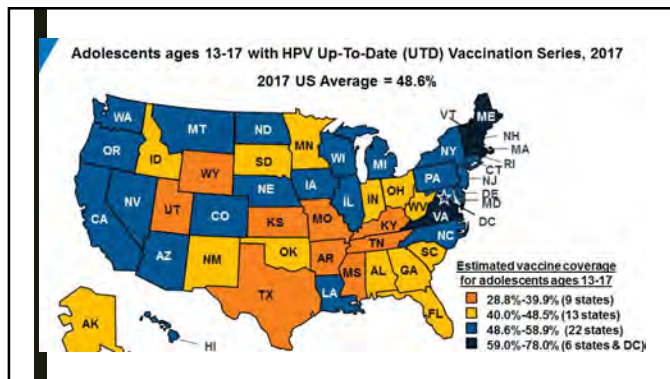 Adolescents ages 13-17 with HPV Up-To-Date (UTD) Vaccination Series, 2017
2017 US Average = 48.6%
WA
MT
ND
MN
VT
ME
OR
ID
SD
WI
MI
NY
NH
MA
WY
RI
CT
NV
NE
IA
PA
NJ
UT
CO
IL
IN
OH
DE
MD
CA
KS
MO
WV
VA
DC
KY
AZ
NM
OK
AR
TN
NC
SC
MS
AL
GA
TX
LA
FL
AK
HI
Estimated vaccine coverage
for adolescents ages 13-17
28.8%-39.9% (9 states)
40.0%-48.5% (13 states)
48.6%-58.9% (22 states)
59.0%-78.0% (6 states & DC)